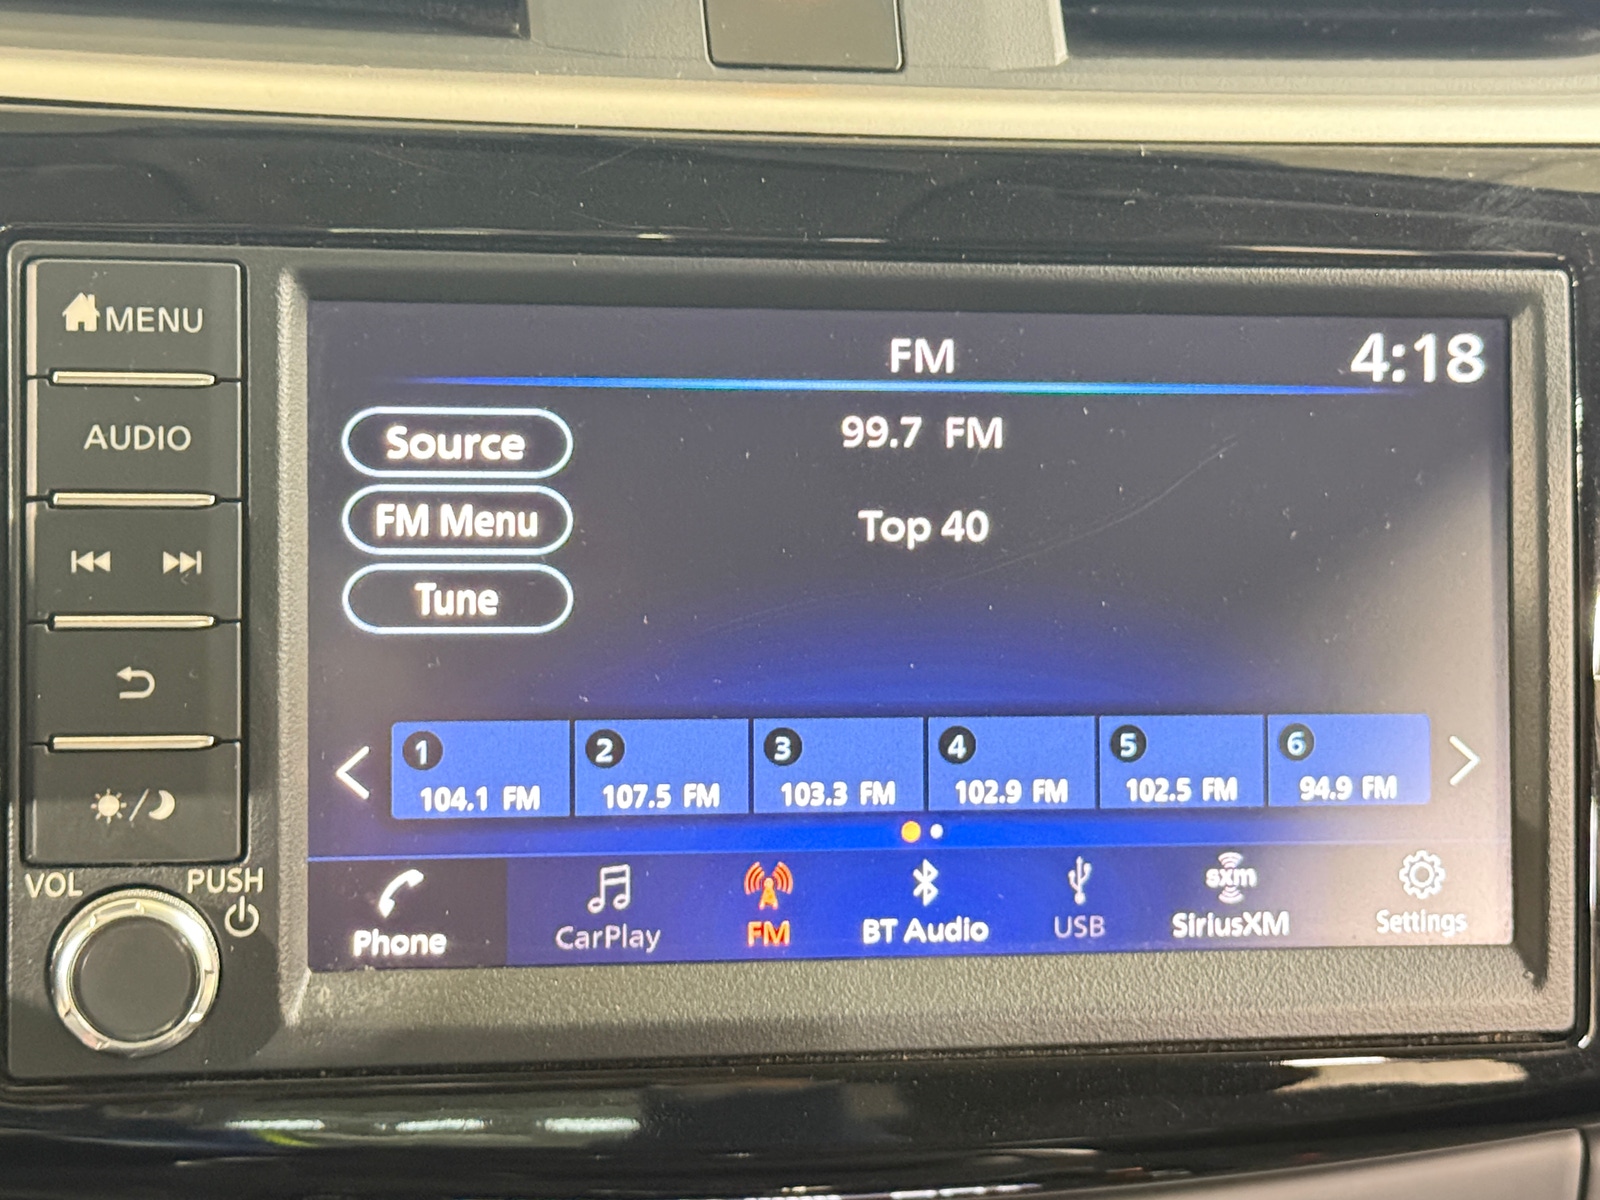 MENU
AUDIO
VOL
PUSH
FM
4:18
Source
99.7 FM
FM Menu
Top 40
Tune
1
2
3
4
5
6
104.1 FM
107.5 FM
103.3 FM
102.9 FM
102.5 FM
94.9 FM
Phone
CarPlay
FM
BT Audio
USB
sxm
SiriusXM
Settings